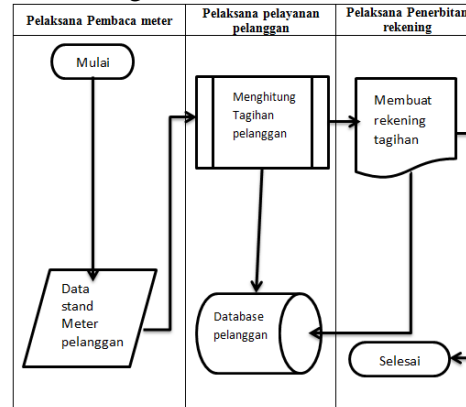 Pelaksana Pembaca meter
Pelaksana pelayanan
pelanggan
Pelaksana Penerbitan
rekening
Mulai
Menghitung
Tagihan
pelanggan
Membuat
rekening
tagihan
Data
stand
Meter
pelanggan
Database
pelanggan
Selesai